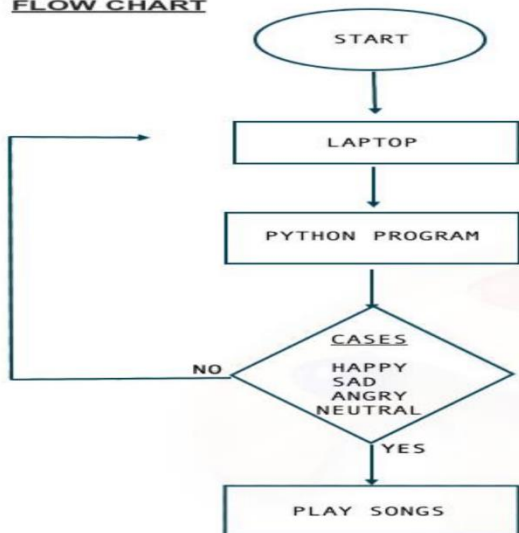 FLOW CHART
START
LAPTOP
PYTHON PROGRAM
CASES
HAPPY
SAD
ANGRY
NEUTRAL
NO
YES
PLAY SONGS